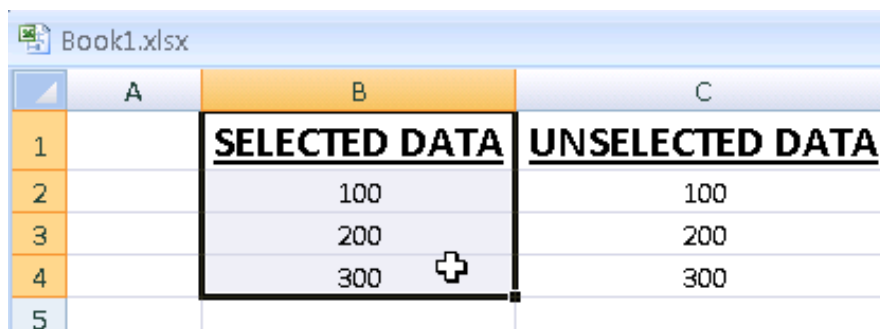 Book1.xlsx
A B C
1 SELECTED DATA UNSELECTED DATA
2 100 100
3 200 200
4 300 300
5